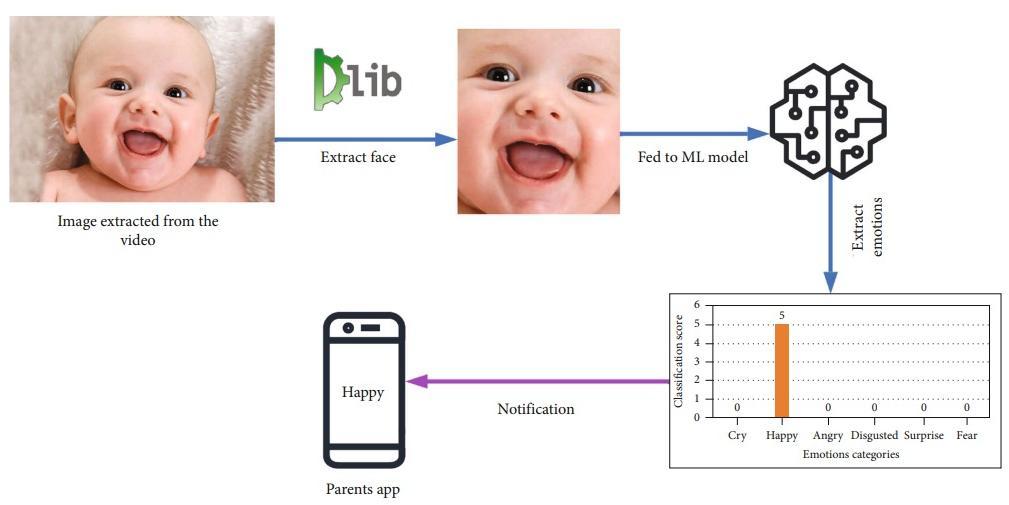 Dlib
Extract face
Fed to ML model
Image extracted from the
video
Extract
emotions
Classification score
6
5
4
3
2
1
0
5
0
0
0
0
0
Cry
Happy
Angry
Disgusted
Surprise
Fear
Emotions categories
Notification
Happy
Parents app